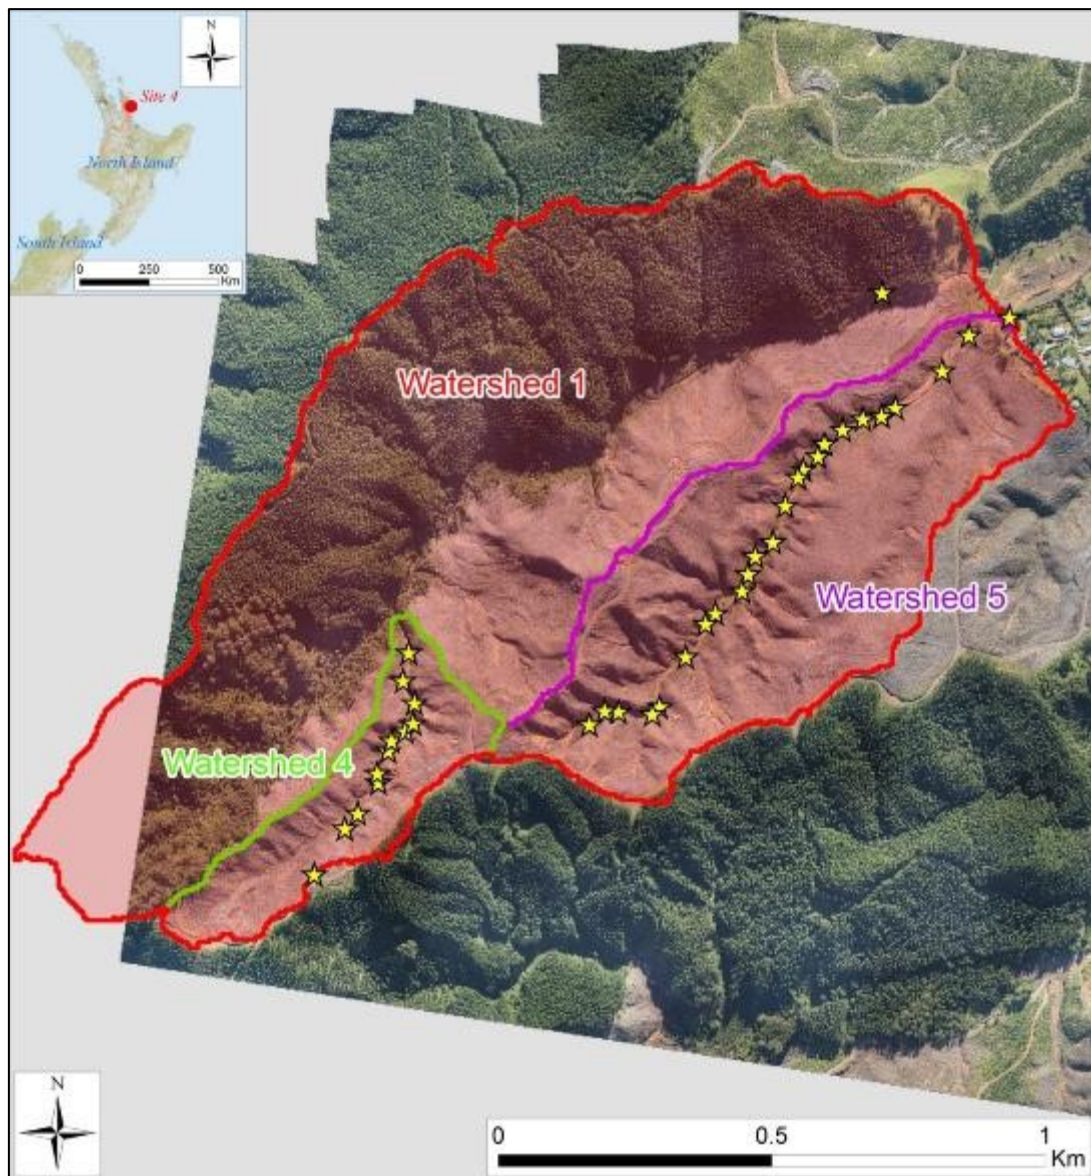 N
Site 4
North Island
South Island
0 250 500
Km
Watershed 1
Watershed 5
Watershed 4
N
0 0.5 1
Km